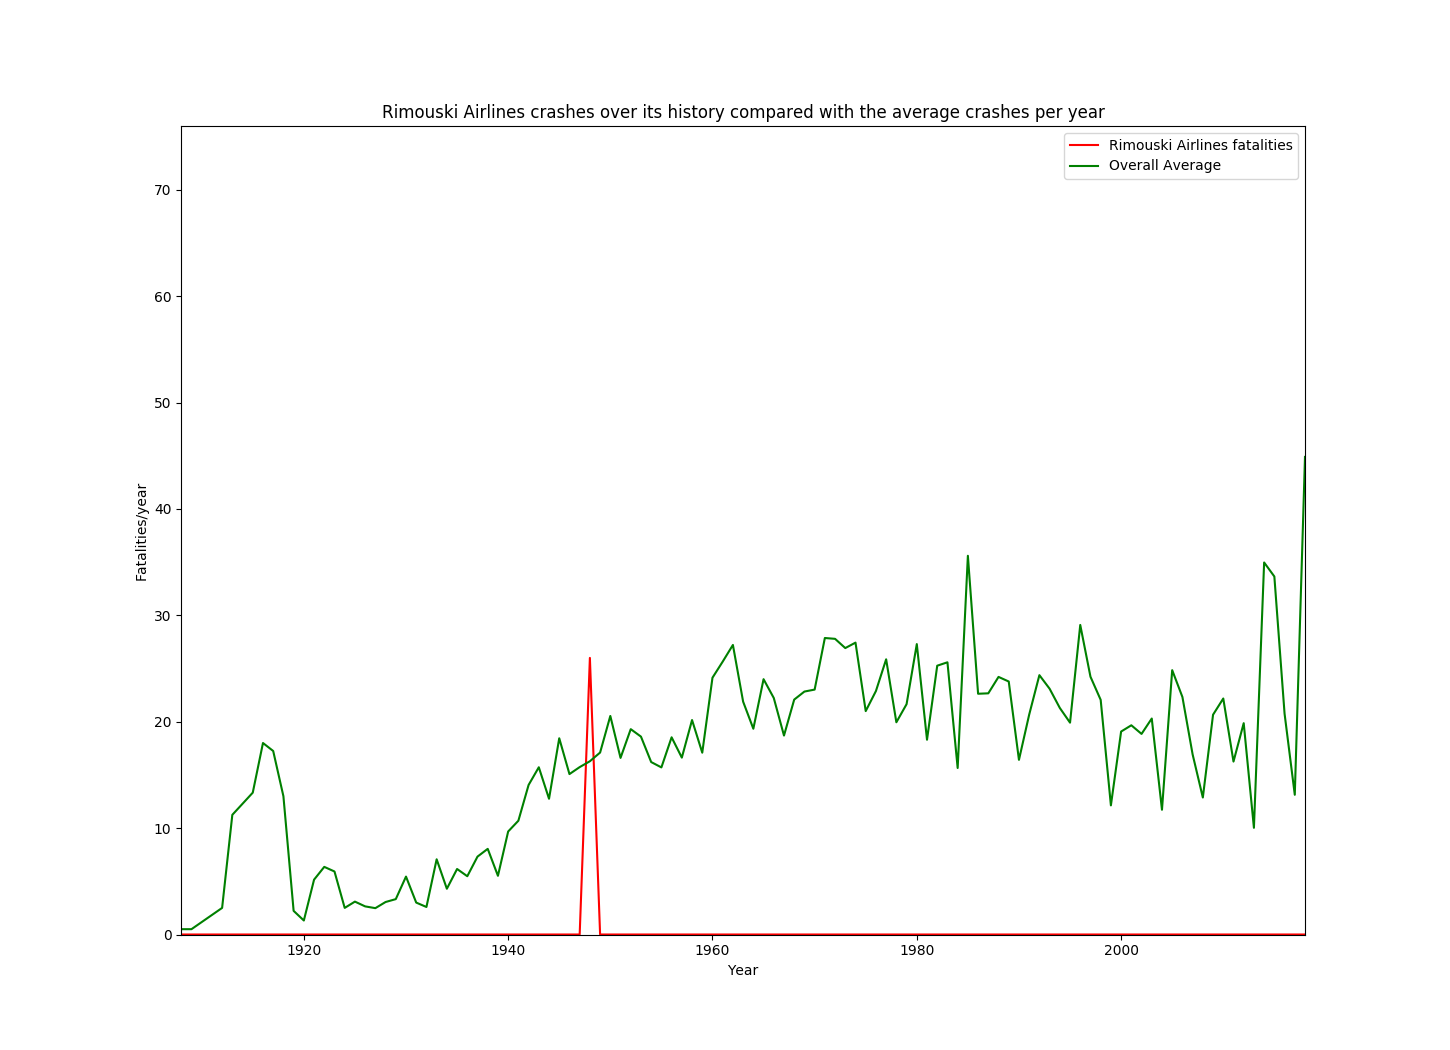 Rimouski Airlines crashes over its history compared with the average crashes per year
Rimouski Airlines fatalities
Overall Average
70
60
50
40
30
20
10
0
Fatalities/year
1920 1940 1960 1980 2000
Year